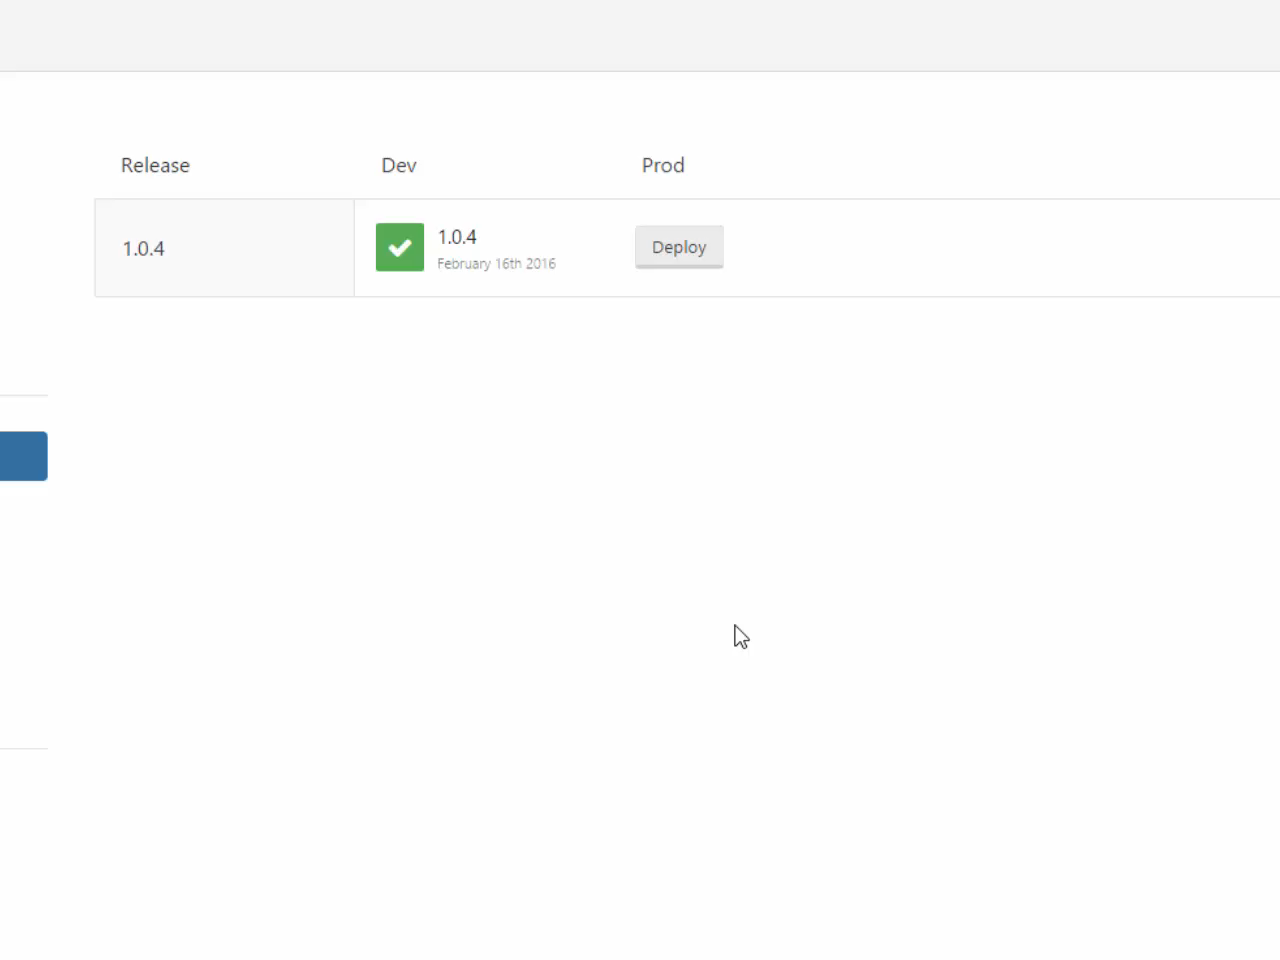 Release Dev Prod
1.0.4 1.0.4 Deploy
February 16th 2016